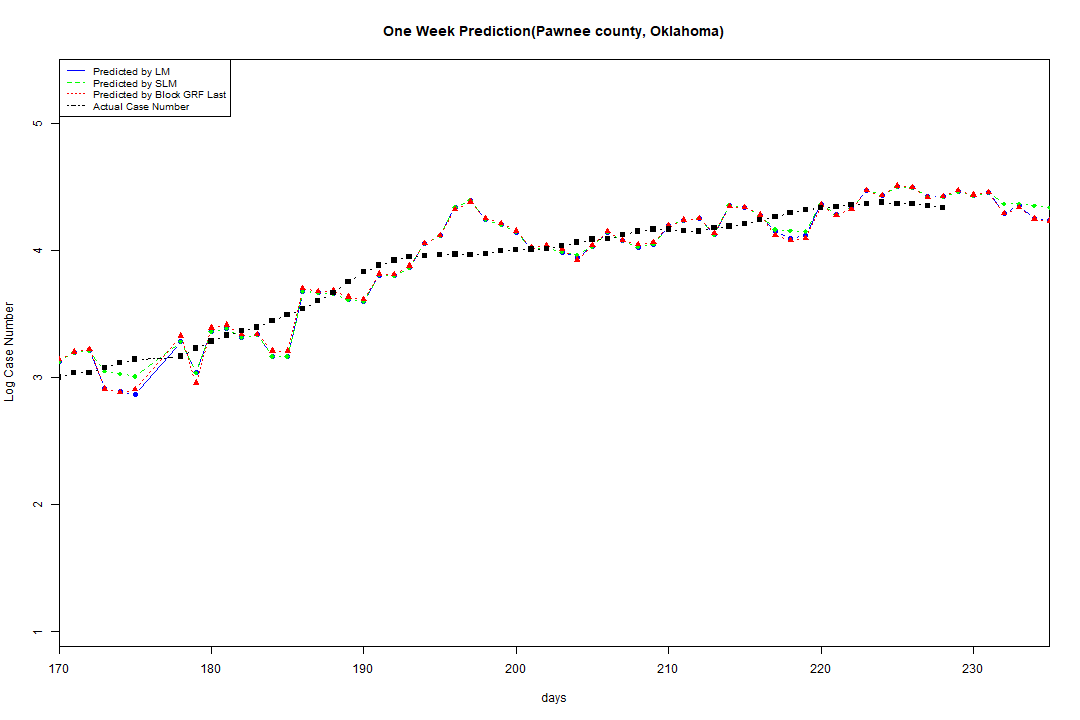 One Week Prediction(Pawnee county, Oklahoma)
Predicted by LM
Predicted by SLM
Predicted by Block GRF Last
Actual Case Number
5
4
3
2
1
Log Case Number
170 180 190 200 210 220 230
days